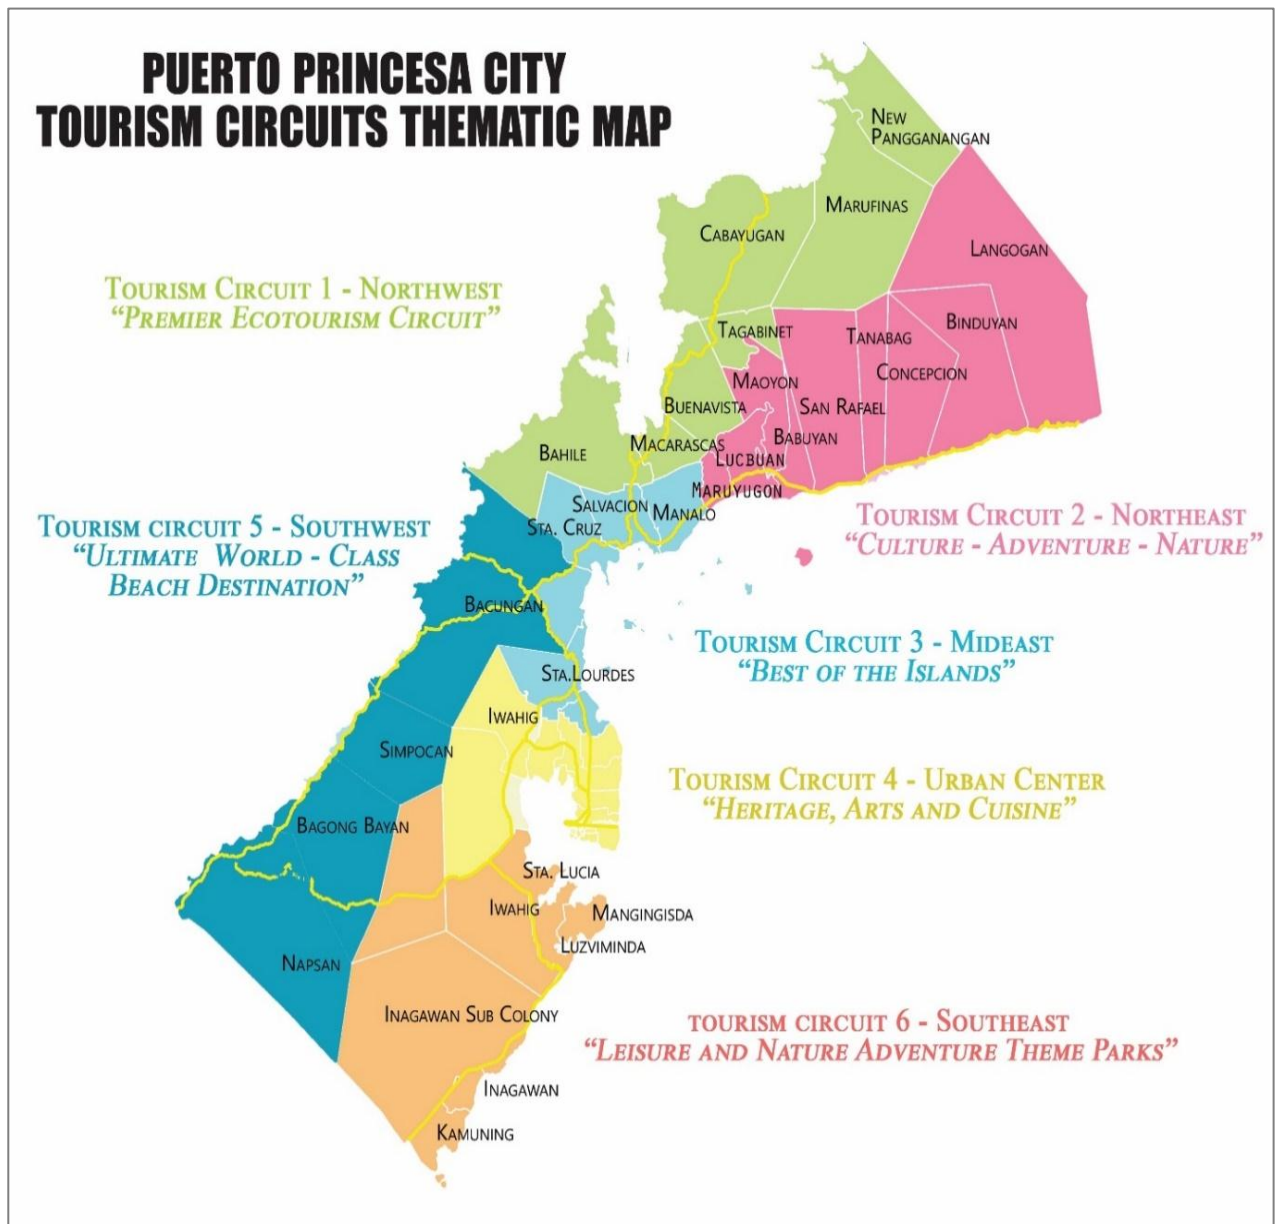 PUERTO PRINCESA CITY
TOURISM CIRCUITS THEMATIC MAP
NEW
PANGGANANGAN
MARUFINAS
CABAYUGAN
LANGOGAN
TOURISM CIRCUIT 1 - NORTHWEST
“PREMIER ECOTOURISM CIRCUIT”
TAGABINET
TANABAG
BINDUYAN
CONCEPCION
MAOYON
BUENAVISTA
SAN RAFAEL
BABUYAN
MACARASCAS
BAHILE
LUCBUAN
MARUYUGON
SALVACION
MANALO
STA. CRUZ
TOURISM CIRCUIT 2 - NORTHEAST
“CULTURE - ADVENTURE - NATURE”
TOURISM CIRCUIT 5 - SOUTHWEST
“ULTIMATE WORLD - CLASS
BEACH DESTINATION”
BACUNGAN
TOURISM CIRCUIT 3 - MIDEAST
“BEST OF THE ISLANDS”
STA.LOURDES
IWAHIG
SIMPOCAN
TOURISM CIRCUIT 4 - URBAN CENTER
“HERITAGE, ARTS AND CUISINE”
BAGONG BAYAN
STA. LUCIA
IWAHIG
MANGINGISDA
LUZVIMINDA
NAPSAN
INAGAWAN SUB COLONY
TOURISM CIRCUIT 6 - SOUTHEAST
“LEISURE AND NATURE ADVENTURE THEME PARKS”
INAGAWAN
KAMUNING